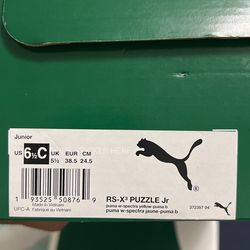 Junior
US 6½C UK 5½ EUR 38.5 CM 24.5
1 93525 50876 9
UPC-A
Made in Vietnam
Fabriqué au Vietnam
RS-X³ PUZZLE Jr
puma w-spectra yellow-puma b
puma w-spectra jaune-puma b
372357 04
®